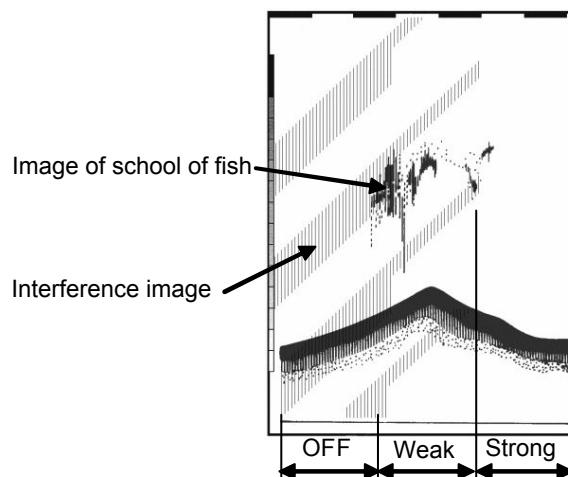 Image of school of fish
Interference image
OFF Weak Strong